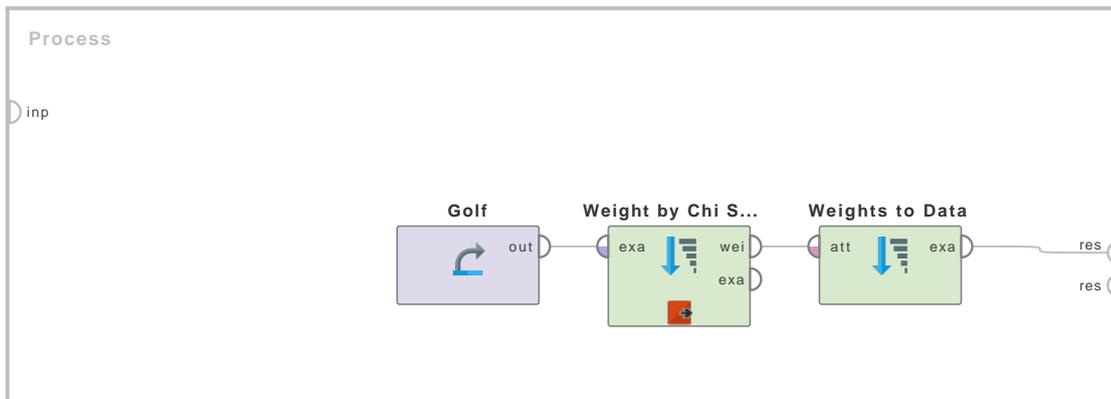 Process
inp
Golf
Weight by Chi S...
Weights to Data
out
exa
wei
exa
att
exa
res
res